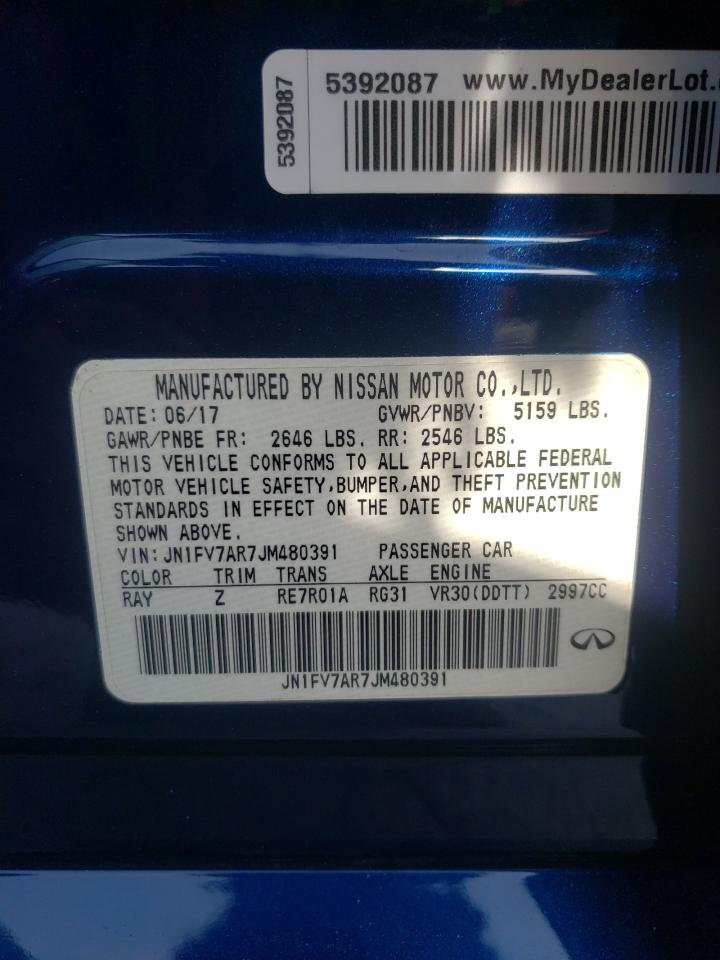 5392087
5392087 www.MyDealerLot.
MANUFACTURED BY NISSAN MOTOR CO.,LTD.
DATE: 06/17 GVWR/PNBV: 5159 LBS.
GAWR/PNBE FR: 2646 LBS. RR: 2546 LBS.
THIS VEHICLE CONFORMS TO ALL APPLICABLE FEDERAL
MOTOR VEHICLE SAFETY,BUMPER,AND THEFT PREVENTION
STANDARDS IN EFFECT ON THE DATE OF MANUFACTURE
SHOWN ABOVE.
VIN:JN1FV7AR7JM480391 PASSENGER CAR
COLOR TRIM TRANS AXLE ENGINE
RAY Z RE7R01A RG31 VR30(DDTT) 2997CC
JN1FV7AR7JM480391